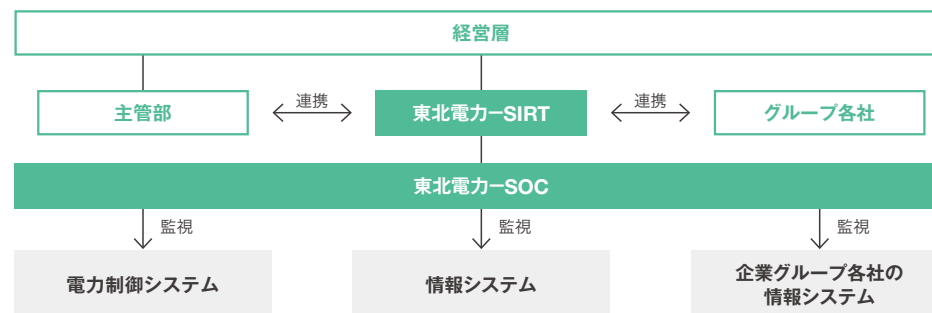 経営層
主管部
連携
東北電力ーSIRT
連携
グループ各社
東北電力ーSOC
監視
監視
監視
電力制御システム
情報システム
企業グループ各社の
情報システム